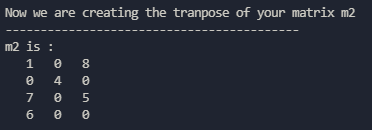 Now we are creating the tranpose of your matrix m2
------------------------------------------
m2 is :
   1   0   8
   0   4   0
   7   0   5
   6   0   0